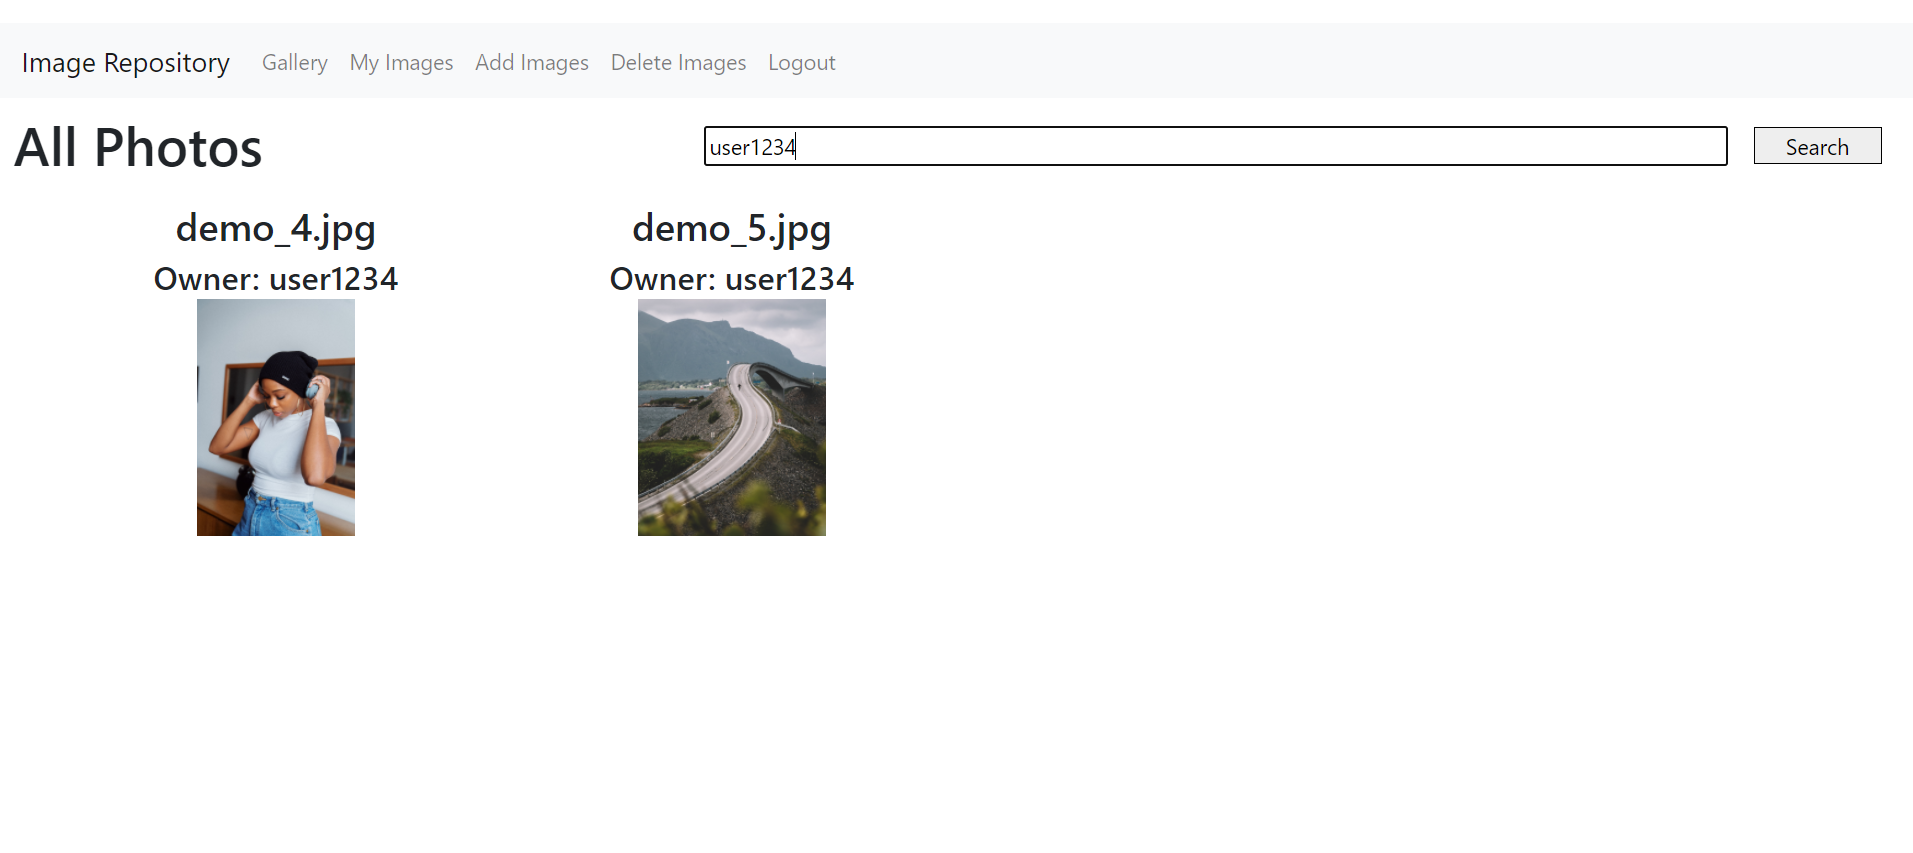 Image Repository Gallery My Images Add Images Delete Images Logout
All Photos
user1234 Search
demo_4.jpg demo_5.jpg
Owner: user1234 Owner: user1234